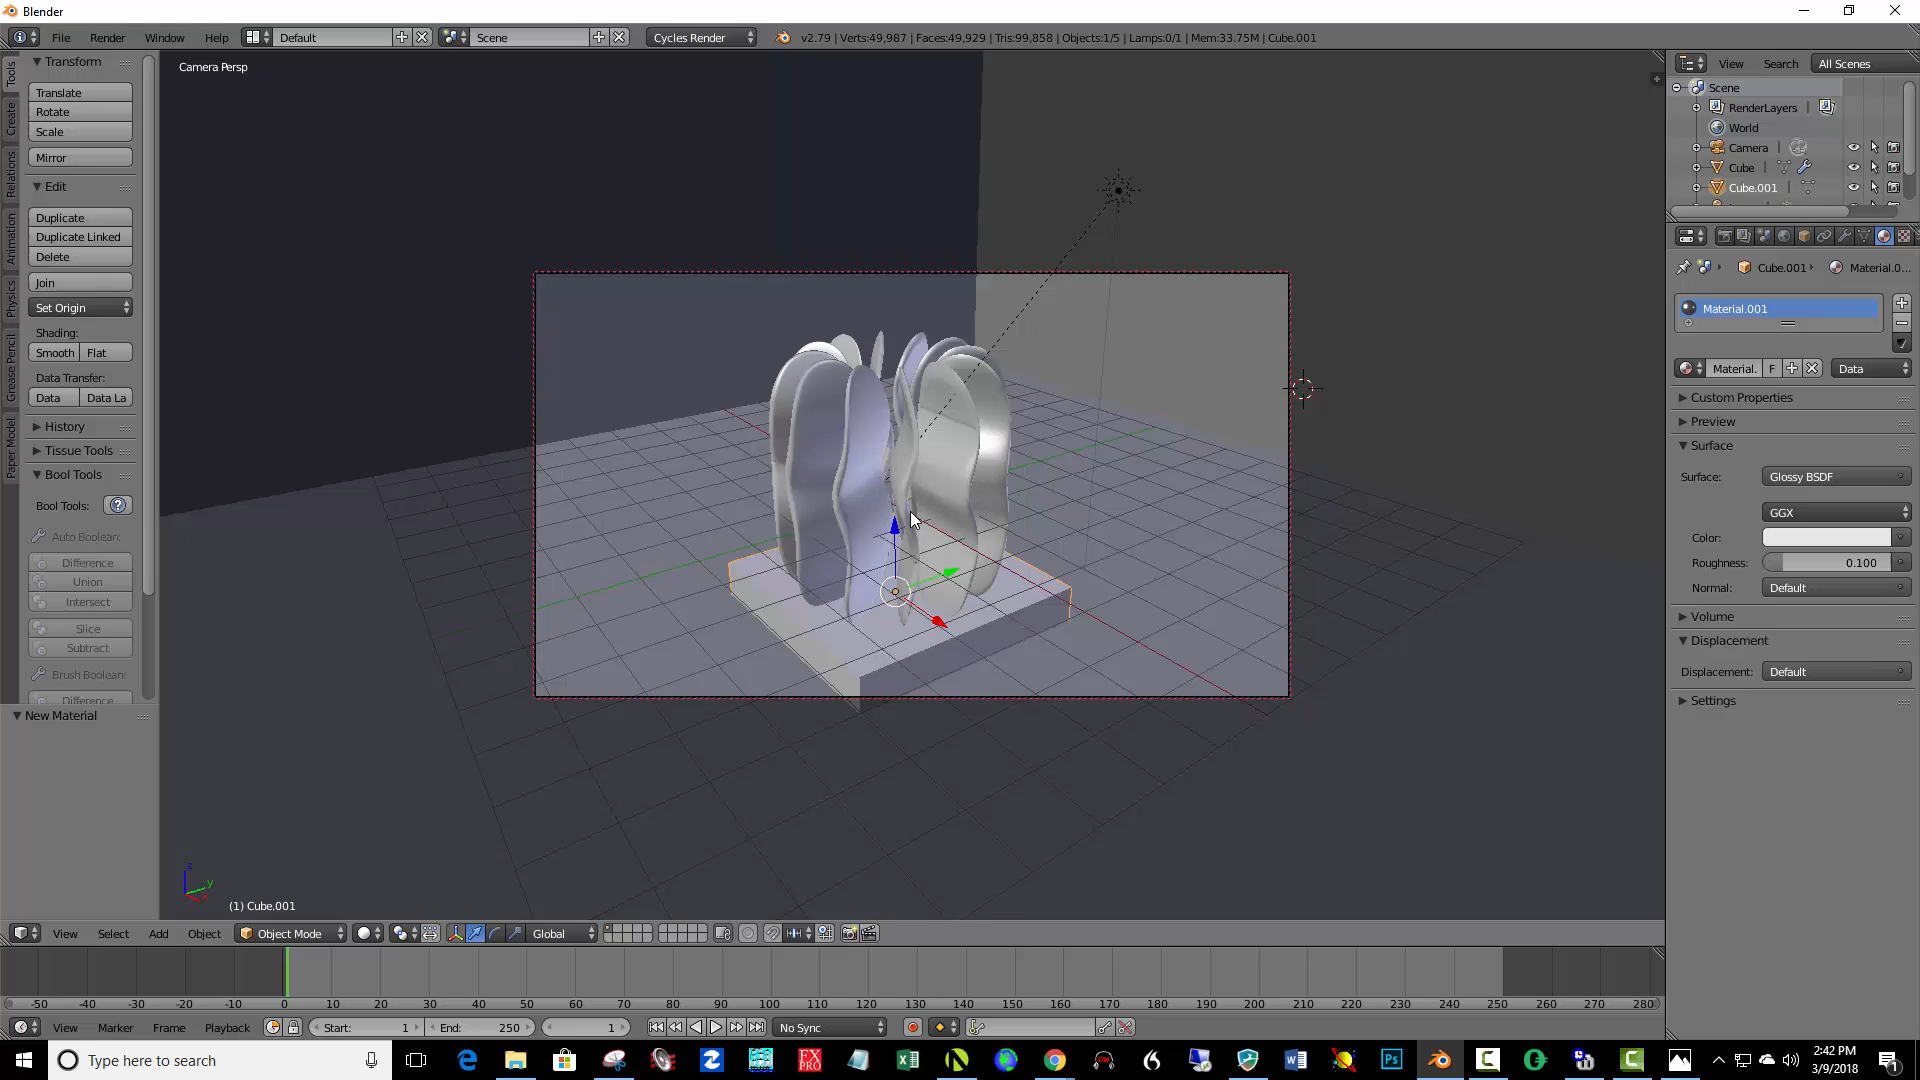 Blender
File Render Window Help Default Scene Cycles Render v2.79 | Verts:49,987 | Faces:49,929 | Tris:99,858 | Objects:1/5 | Lamps:0/1 | Mem:33.75M | Cube.001
Tools
Create
Relations
Animation
Physics
Grease Pencil
Paper Model
Transform
Translate
Rotate
Scale
Mirror
Edit
Duplicate
Duplicate Linked
Delete
Join
Set Origin
Shading:
Smooth Flat
Data Transfer:
Data Data La
History
Tissue Tools
Bool Tools
Bool Tools:
Auto Boolean:
Difference
Union
Intersect
Slice
Subtract
Brush Boolean:
Difference
New Material
Camera Persp
z
y
(1) Cube.001
View Search All Scenes
Scene
RenderLayers
World
Camera
Cube
Cube.001
Cube.001 Material.0...
Material.001
Material. F Data
Custom Properties
Preview
Surface
Surface: Glossy BSDF
GGX
Color:
Roughness: 0.100
Normal: Default
Volume
Displacement
Displacement: Default
Settings
View Select Add Object Object Mode Global
-50 -40 -30 -20 -10 0 10 20 30 40 50 60 70 80 90 100 110 120 130 140 150 160 170 180 190 200 210 220 230 240 250 260 270 280
View Marker Frame Playback Start: 1 End: 250 1 No Sync
Type here to search
2:42 PM
3/9/2018